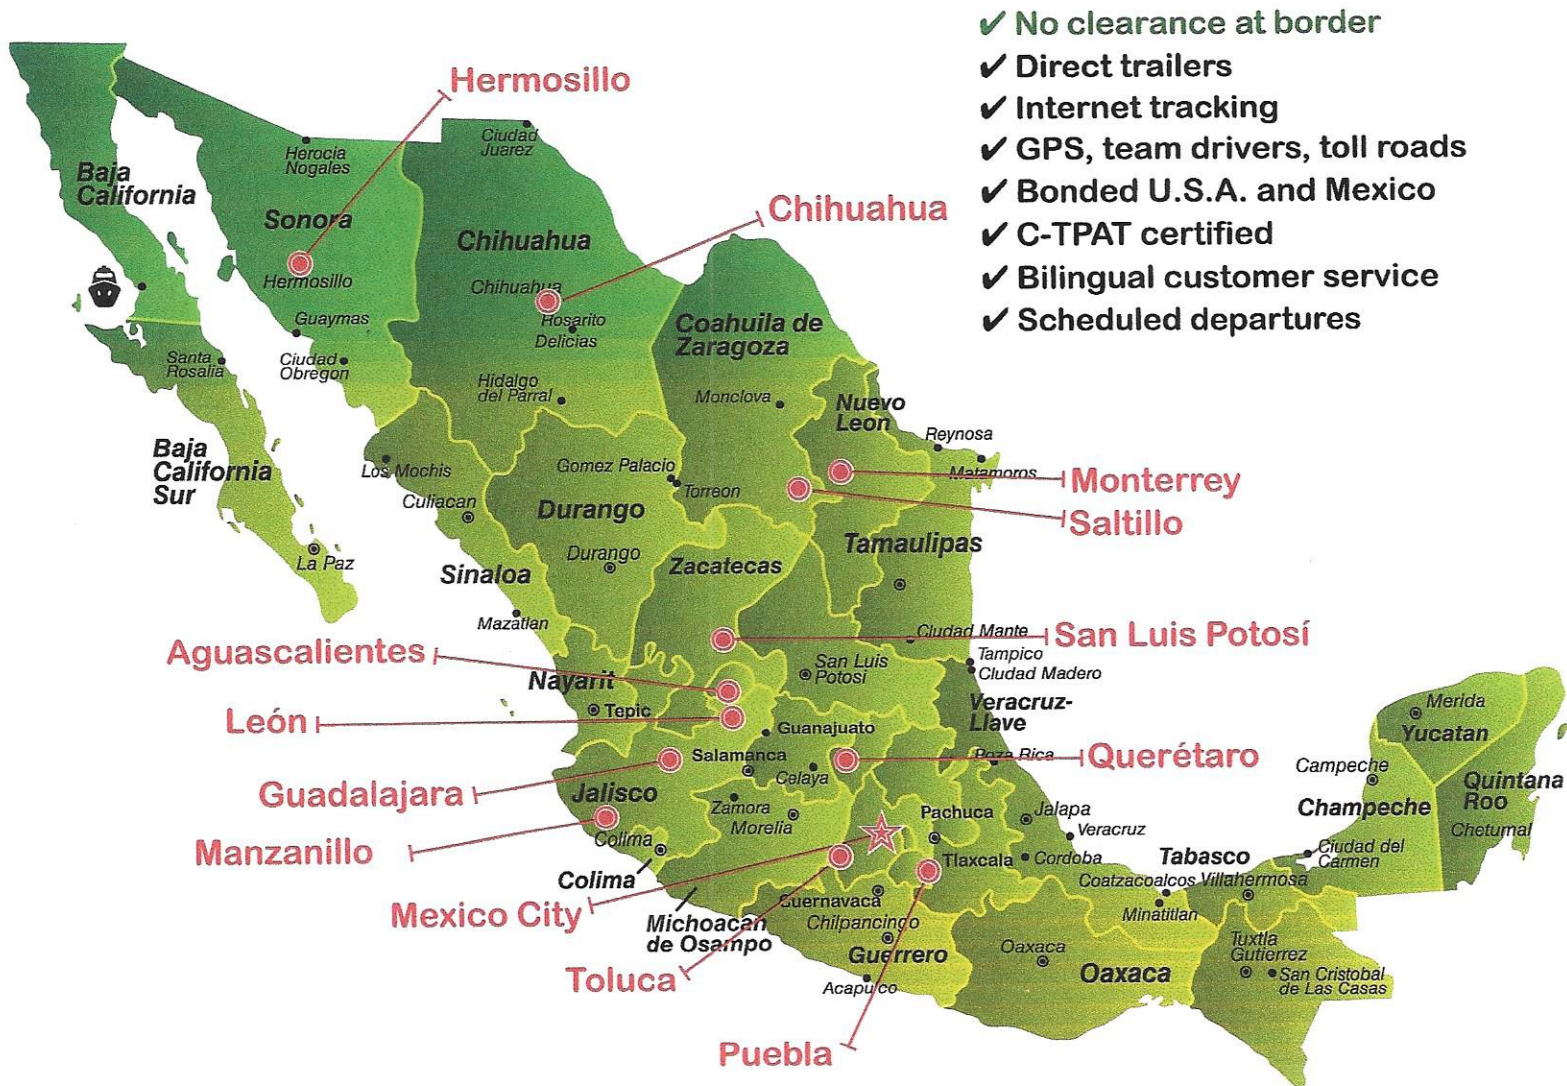 ✔ No clearance at border
✔ Direct trailers
✔ Internet tracking
✔ GPS, team drivers, toll roads
✔ Bonded U.S.A. and Mexico
✔ C-TPAT certified
✔ Bilingual customer service
✔ Scheduled departures
Hermosillo
Ciudad
Juarez
Herocia
Nogales
Baja
California
Sonora
Chihuahua
Chihuahua
Hermosillo
Chihuahua
Guaymas
Rosarito
Delicias
Coahuila de
Zaragoza
Santa
Rosalia
Ciudad
Obregon
Hidalgo
del Parral
Monclova
Nuevo
Leon
Reynosa
Matamoros
Baja
California
Sur
Los Mochis
Gomez Palacio
Torreon
Monterrey
Saltillo
Culiacan
Durango
Tamaulipas
Durango
La Paz
Sinaloa
Zacatecas
Mazatlan
Ciudad Mante
San Luis Potosí
Aguascalientes
Tampico
Ciudad Madero
San Luis
Potosi
Nayarit
Tepic
León
Veracruz-
Llave
Guanajuato
Merida
Yucatan
Salamanca
Celaya
Poza Rica
Querétaro
Campeche
Quintana
Roo
Guadalajara
Jalisco
Zamora
Morelia
Pachuca
Jalapa
Champeche
Chetumal
Manzanillo
Colima
Veracruz
Ciudad del
Carmen
Tlaxcala
Cordoba
Tabasco
Colima
Coatzacoalcos
Villahermosa
Minatitlan
Mexico City
Cuernavaca
Chilpancingo
Michoacan
de Osampo
Guerrero
Oaxaca
Oaxaca
Tuxtla
Gutierrez
San Cristobal
de Las Casas
Toluca
Acapulco
Puebla